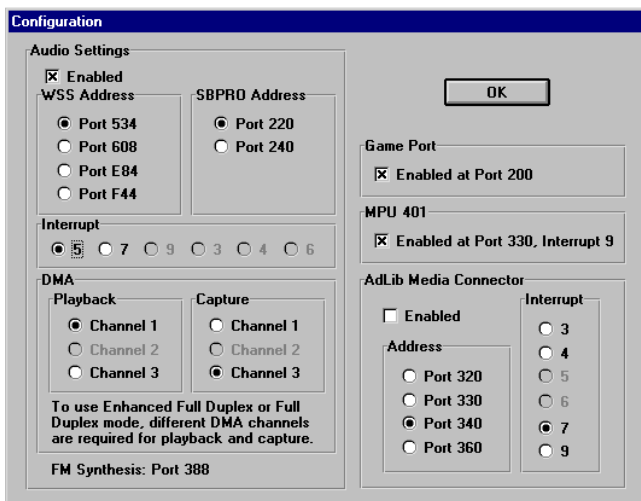 Configuration
Audio Settings
Enabled
WSS Address
Port 534
Port 608
Port E84
Port F44
SBPRO Address
Port 220
Port 240
Interrupt
5 7 9 3 4 6
DMA
Playback
Channel 1
Channel 2
Channel 3
Capture
Channel 1
Channel 2
Channel 3
To use Enhanced Full Duplex or Full
Duplex mode, different DMA channels
are required for playback and capture.
FM Synthesis: Port 388
OK
Game Port
Enabled at Port 200
MPU 401
Enabled at Port 330, Interrupt 9
AdLib Media Connector
Enabled
Address
Port 320
Port 330
Port 340
Port 360
Interrupt
3
4
5
6
7
9